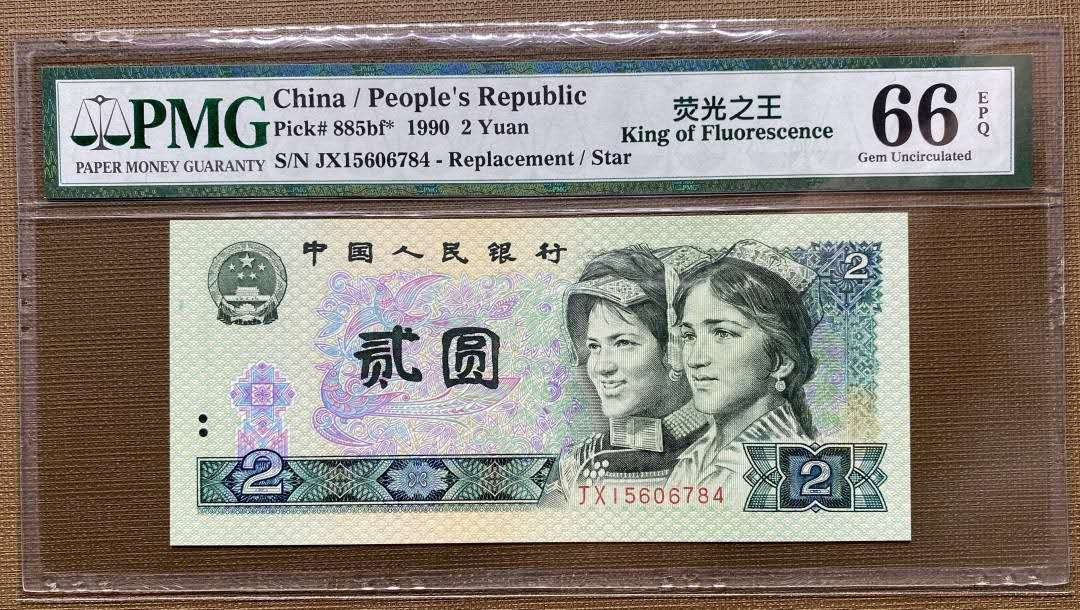 PMG
PAPER MONEY GUARANTY
China / People's Republic
Pick# 885bf* 1990 2 Yuan
S/N JX15606784 - Replacement / Star
荧光之王
King of Fluorescence
66
EPQ
Gem Uncirculated
中国人民银行
2
贰圆
2
JX15606784
2